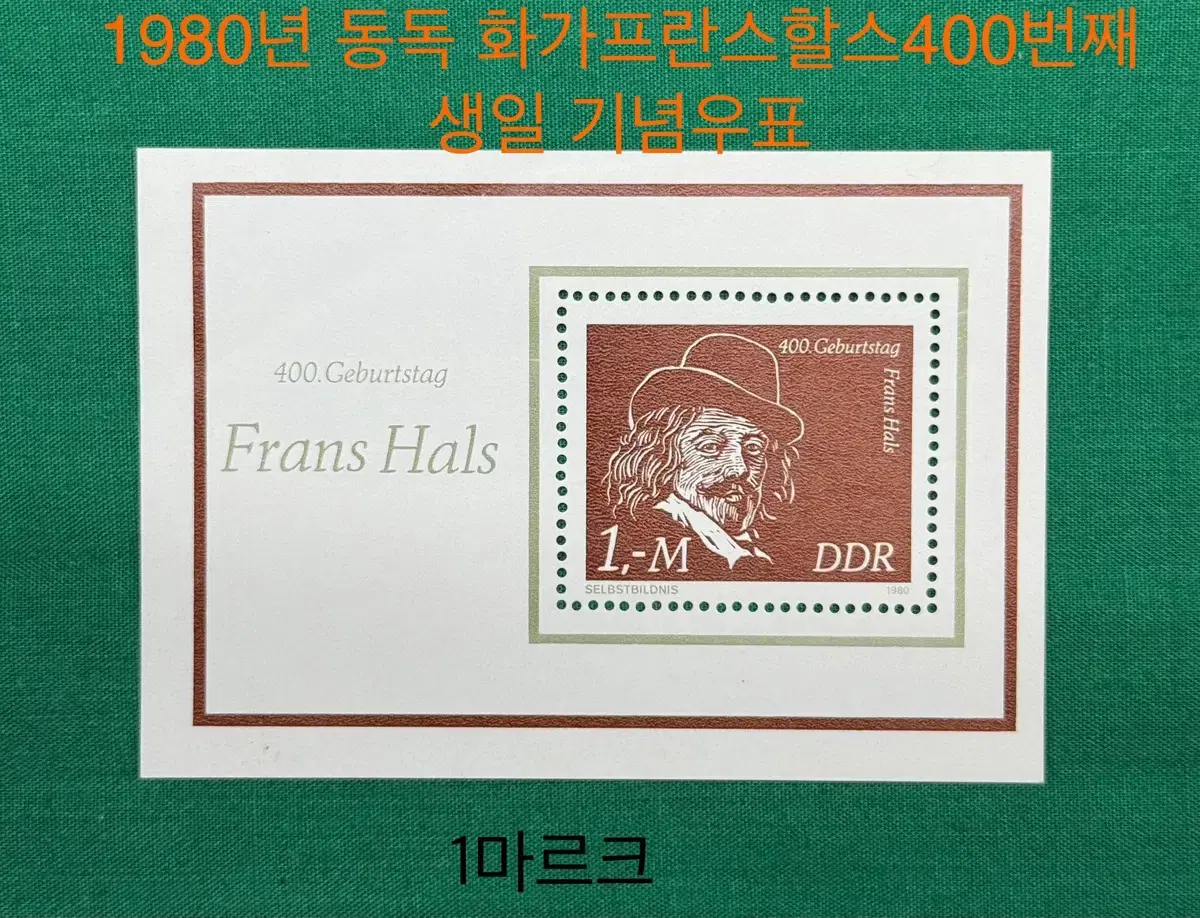 1980년 동독 화가프란스할스400번째
생일 기념우표
400.Geburtstag
Frans Hals
400.Geburtstag
Frans Hals
1,-M DDR
SELBSTBILDNIS 1980
1마르크